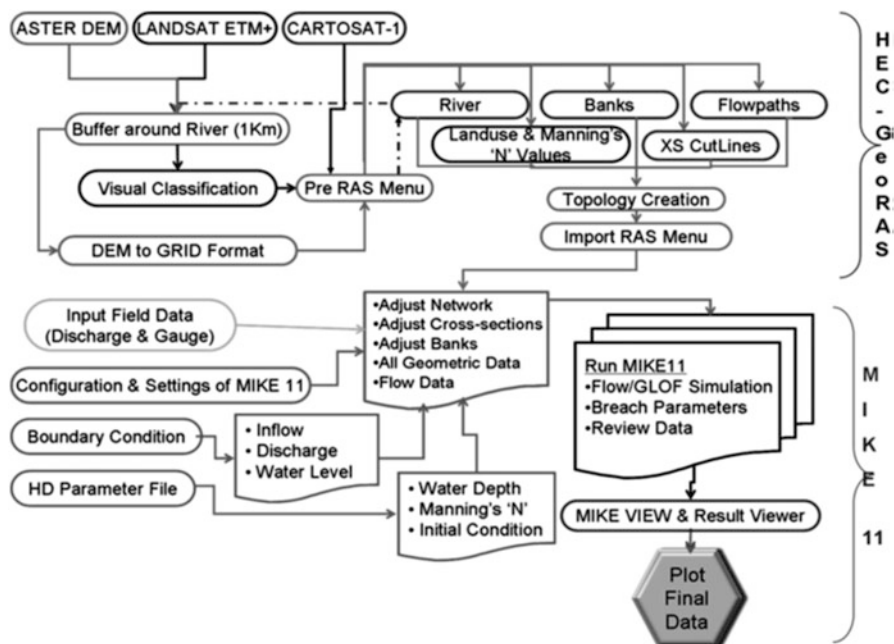 ASTER DEM
LANDSAT ETM+
CARTOSAT-1
River
Banks
Flowpaths
Buffer around River (1Km)
Landuse & Manning's
'N' Values
XS CutLines
Visual Classification
Pre RAS Menu
Topology Creation
DEM to GRID Format
Import RAS Menu
HEC-GeoRAS
Input Field Data
(Discharge & Gauge)
•Adjust Network
•Adjust Cross-sections
•Adjust Banks
•All Geometric Data
•Flow Data
Configuration & Settings of MIKE 11
Run MIKE11
•Flow/GLOF Simulation
•Breach Parameters
•Review Data
Boundary Condition
• Inflow
• Discharge
• Water Level
HD Parameter File
• Water Depth
• Manning's 'N'
• Initial Condition
MIKE VIEW & Result Viewer
Plot
Final
Data
MIKE 11